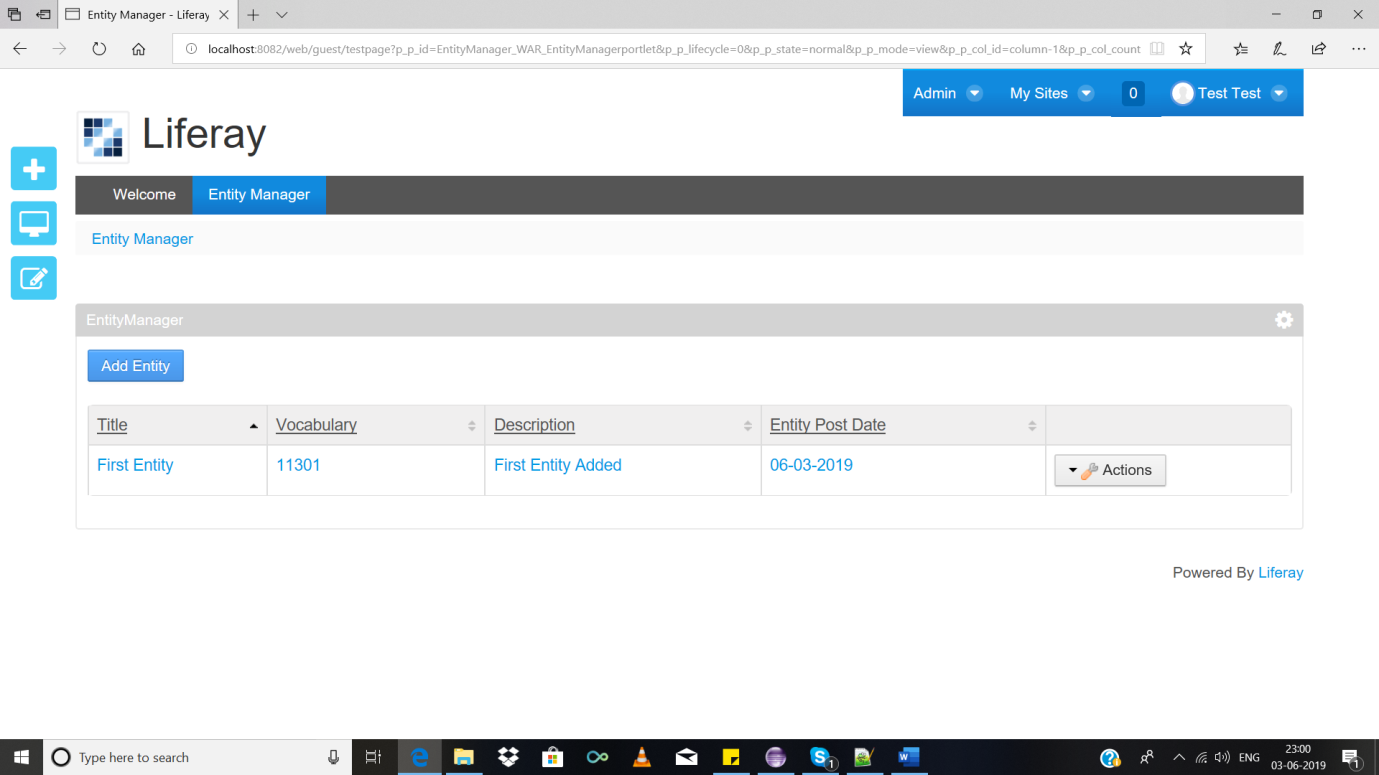 Entity Manager - Liferay
localhost:8082/web/guest/testpage?p_p_id=EntityManager_WAR_EntityManagerportlet&p_p_lifecycle=0&p_p_state=normal&p_p_mode=view&p_p_col_id=column-1&p_p_col_count
Admin My Sites 0 Test Test
Liferay
Welcome Entity Manager
Entity Manager
EntityManager
Add Entity
Title Vocabulary Description Entity Post Date
First Entity 11301 First Entity Added 06-03-2019 Actions
Powered By Liferay
Type here to search
1
ENG
23:00
03-06-2019
1